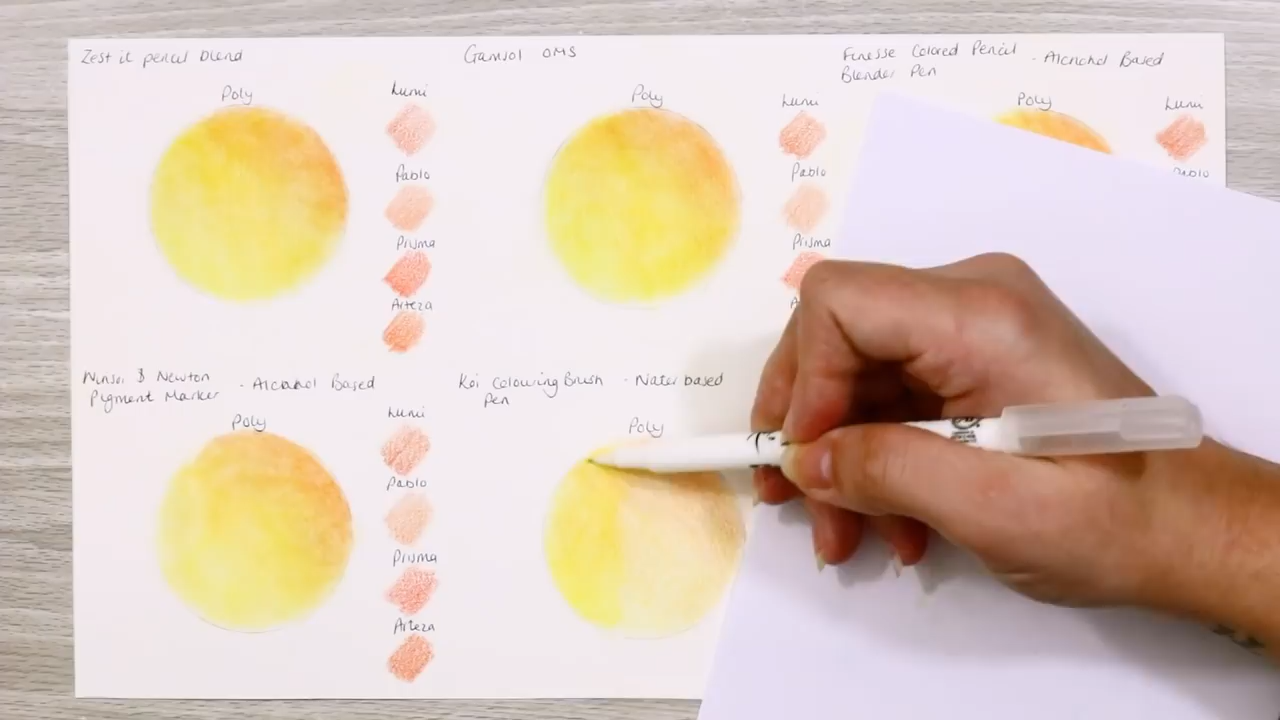 Zest it pencil blend
Poly
Lumi
Pablo
Prisma
Arteza
Gamsol OMS
Poly
Lumi
Pablo
Prisma
A
Finesse Colored Pencil - Alcnohol Based
Blender Pen
Poly
Lumi
Pablo
Winsor & Newton - Alcohol Based
Pigment Marker
Poly
Lumi
Pablo
Prisma
Arteza
Koi Colouring Brush - Water based
Pen
Poly